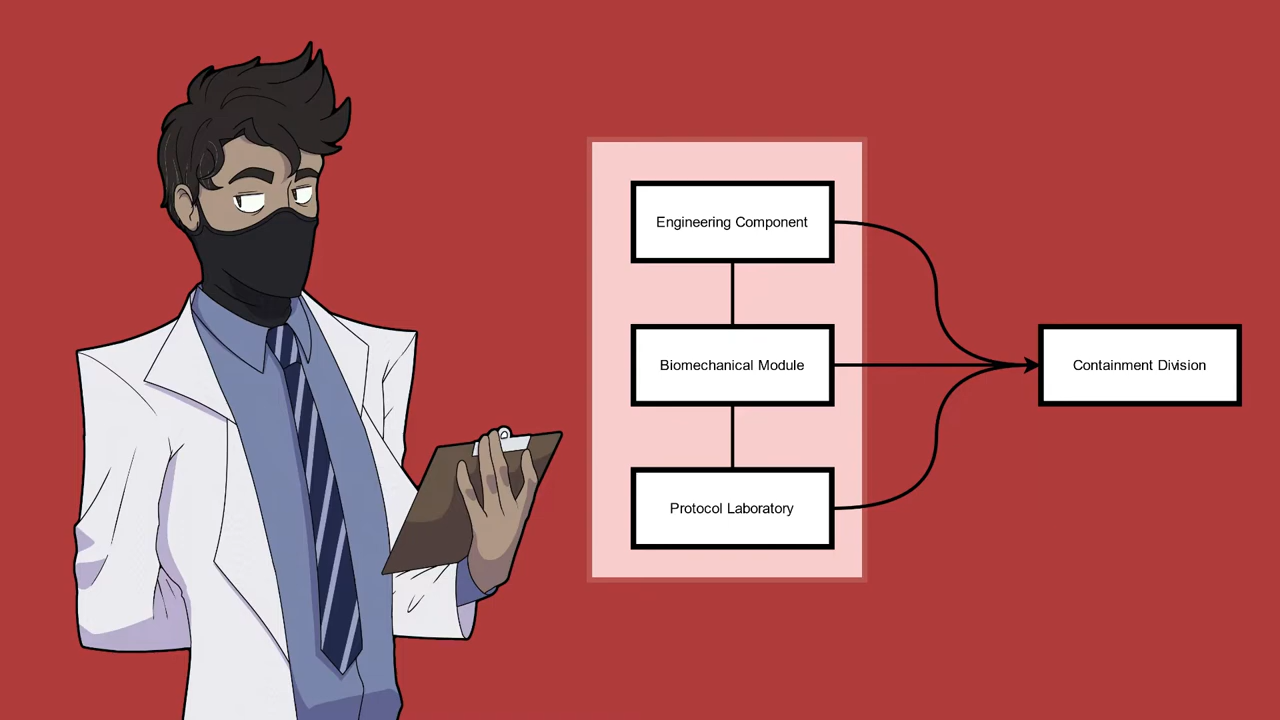 Engineering Component
Biomechanical Module
Containment Division
Protocol Laboratory